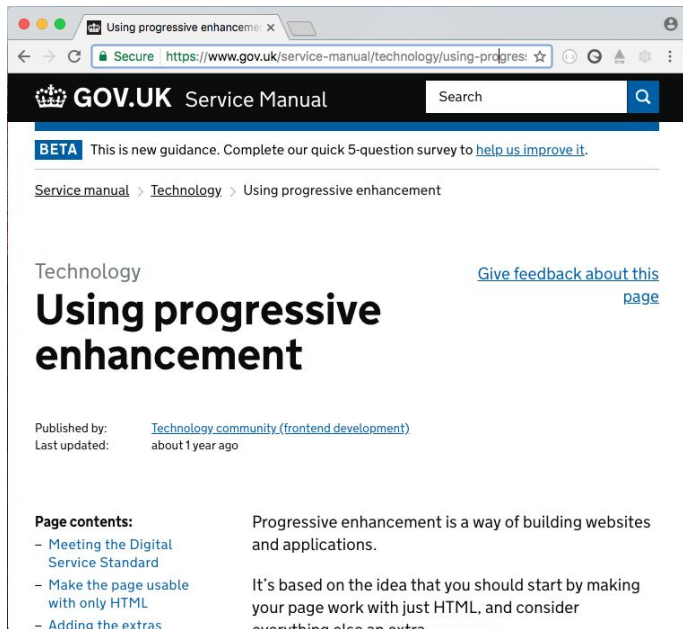 Using progressive enhanceme
Secure https://www.gov.uk/service-manual/technology/using-progres
GOV.UK Service Manual
Search
BETA This is new guidance. Complete our quick 5-question survey to help us improve it.
Service manual > Technology > Using progressive enhancement
Technology
Give feedback about this
page
Using progressive
enhancement
Published by: Technology community (frontend development)
Last updated: about 1 year ago
Page contents:
– Meeting the Digital
Service Standard
– Make the page usable
with only HTML
– Adding the extras
Progressive enhancement is a way of building websites
and applications.
It's based on the idea that you should start by making
your page work with just HTML, and consider
everything else an extra